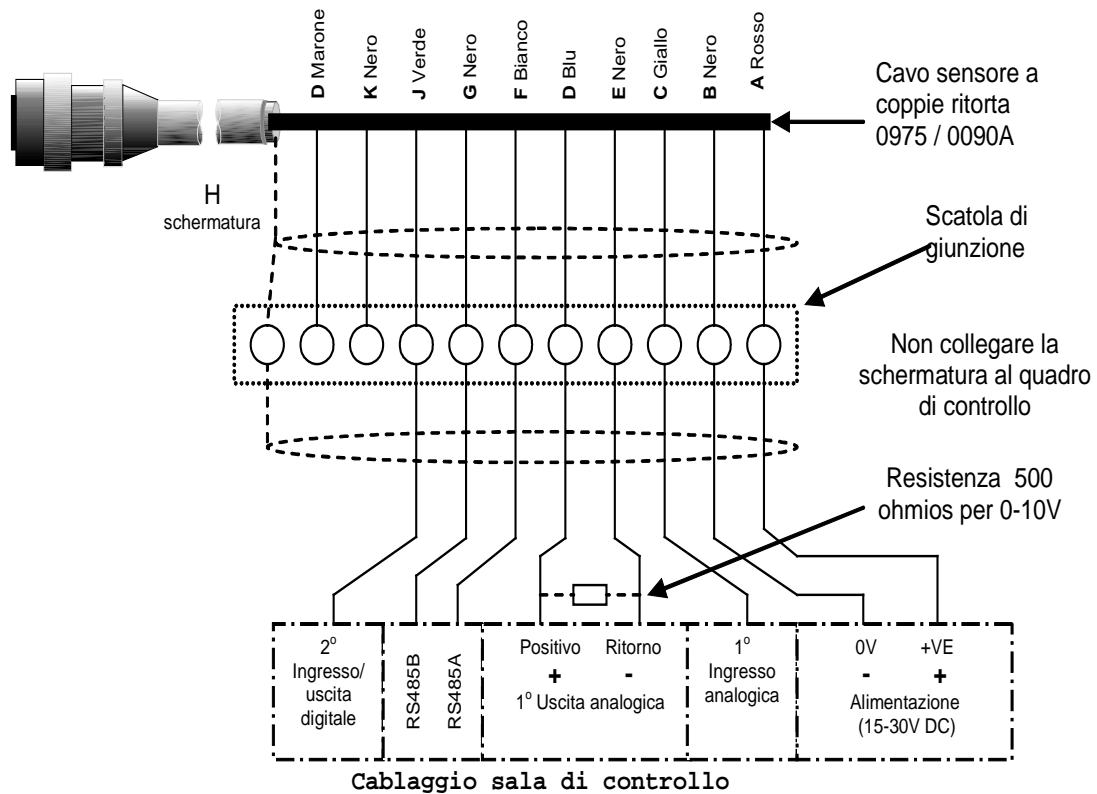 D Marone
K Nero
J Verde
G Nero
F Bianco
D Blu
E Nero
C Giallo
B Nero
A Rosso
Cavo sensore a
coppie ritorta
0975 / 0090A
H
schermatura
Scatola di
giunzione
Non collegare la
schermatura al quadro
di controllo
Resistenza 500
ohmios per 0-10V
2º
Ingresso/
uscita
digitale
RS485B
RS485A
Positivo Ritorno
+ -
1º Uscita analogica
1º
Ingresso
analogica
0V +VE
- +
Alimentazione
(15-30V DC)
Cablaggio sala di controllo